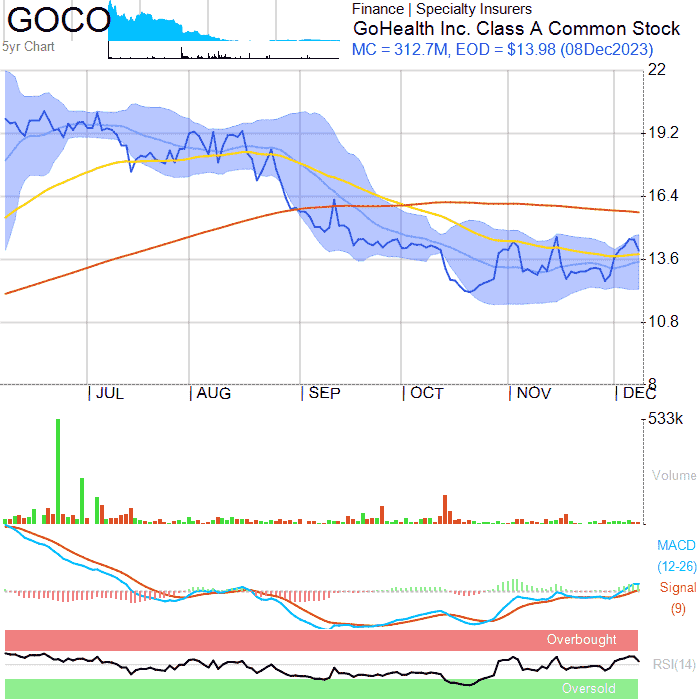 GOCO
5yr Chart
Finance | Specialty Insurers
GoHealth Inc. Class A Common Stock
MC = 312.7M, EOD = $13.98 (08Dec2023)
22
19.2
16.4
13.6
10.8
8
JUL AUG SEP OCT NOV DEC
533k
Volume
MACD
(12-26)
Signal
(9)
Overbought
RSI(14)
Oversold